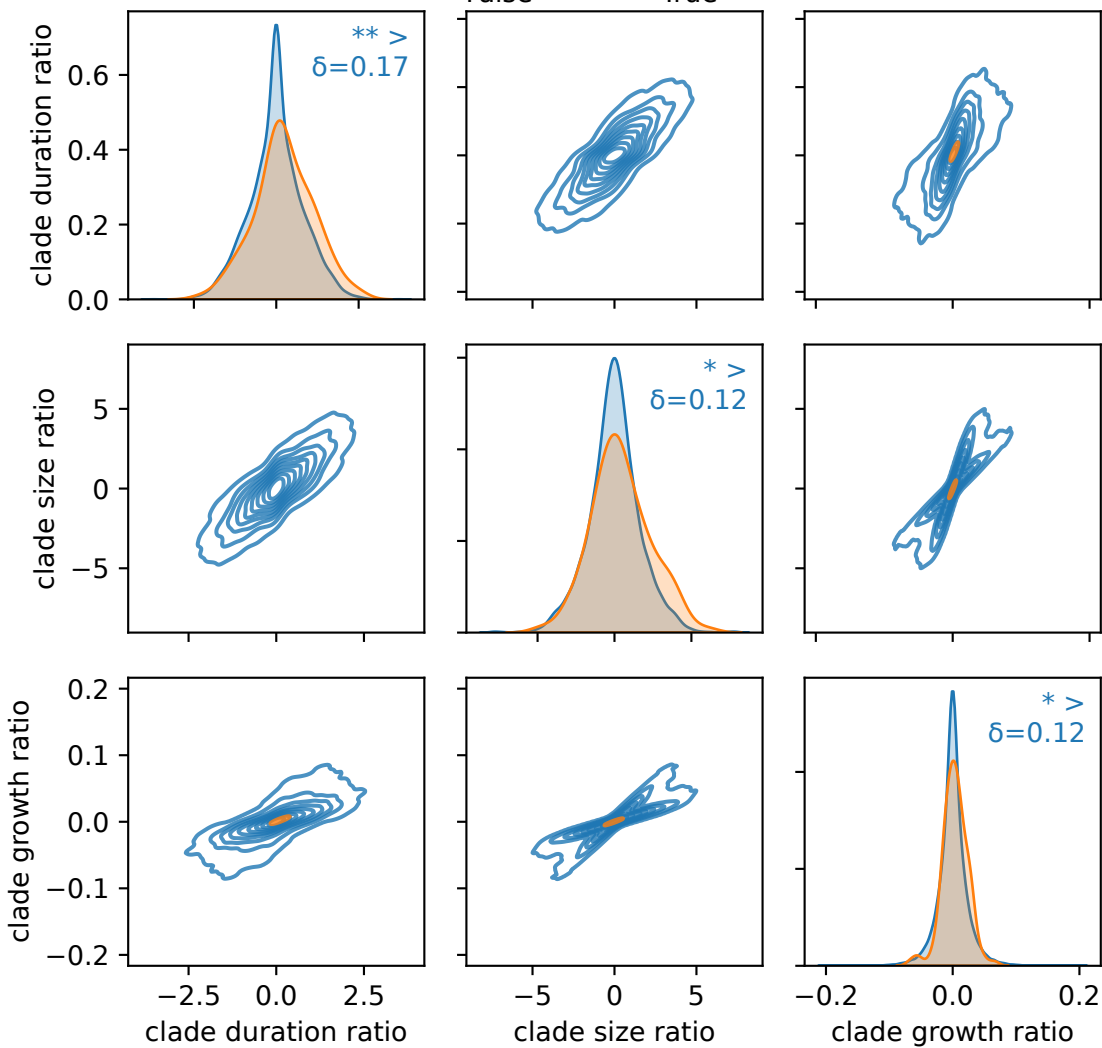 clade duration ratio
0.6
0.4
0.2
0.0
** >
δ=0.17
clade size ratio
5
0
−5
* >
δ=0.12
clade growth ratio
0.2
0.1
0.0
−0.1
−0.2
* >
δ=0.12
−2.5 0.0 2.5
−5 0 5
−0.2 0.0 0.2
clade duration ratio
clade size ratio
clade growth ratio